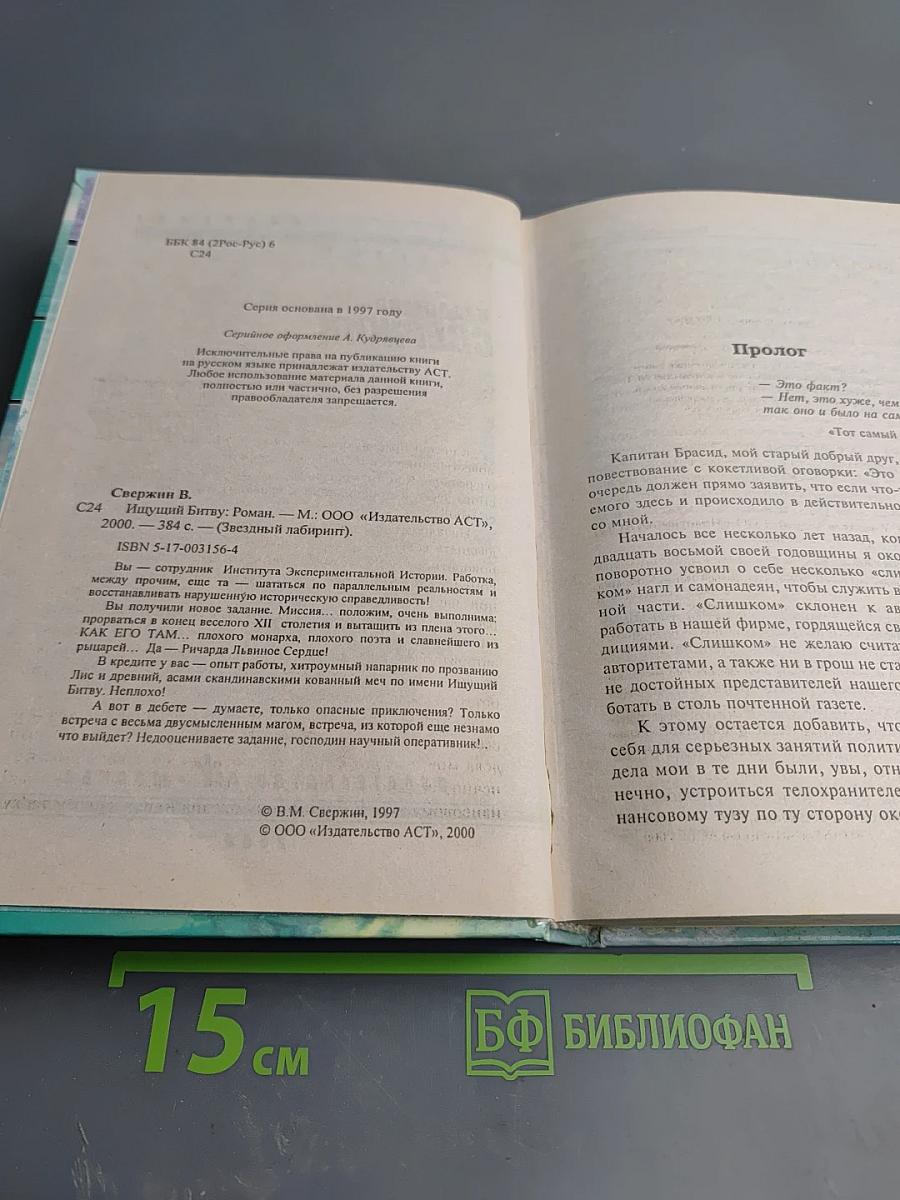 ББК 84 (2Рос-Рус) 6
С24
Серия основана в 1997 году
Серийное оформление А. Кудрявцева
Исключительные права на публикацию книги
на русском языке принадлежат издательству АСТ.
Любое использование материала данной книги,
полностью или частично, без разрешения
правообладателя запрещается.
Свержин В.
С24 Ищущий Битву: Роман. — М.: ООО «Издательство АСТ»,
2000. — 384 с. — (Звездный лабиринт).
ISBN 5-17-003156-4
Вы — сотрудник Института Экспериментальной Истории. Работка,
между прочим, еще та — шататься по параллельным реальностям и
восстанавливать нарушенную историческую справедливость!
Вы получили новое задание. Миссия... положим, очень выполнима:
прорваться в конец веселого XII столетия и вытащить из плена этого...
КАК ЕГО ТАМ... плохого монарха, плохого поэта и славнейшего из
рыцарей... Да — Ричарда Львиное Сердце!
В кредите у вас — опыт работы, хитроумный напарник по прозванию
Лис и древний, асами скандинавскими кованный меч по имени Ищущий
Битву. Неплохо!
А вот в дебете — думаете, только опасные приключения? Только
встреча с весьма двусмысленным магом, встреча, из которой еще незнамо
что выйдет? Недооцениваете задание, господин научный оперативник!..
© В.М. Свержин, 1997
© ООО «Издательство АСТ», 2000
Пролог
— Это факт?
— Нет, это хуже, чем
так оно и было на сам
«Тот самый
Капитан Брасид, мой старый добрый друг,
повествование с кокетливой оговорки: «Это
очередь должен прямо заявить, что если что-
емого здесь и происходило в действительно
со мной.
Началось все несколько лет назад, ког
двадцать восьмой своей годовщины я око
поворотно усвоил о себе несколько «сли
ком» нагл и самонадеян, чтобы служить в
ной части. «Слишком» склонен к ав
работать в нашей фирме, гордящейся св
дициями. «Слишком» не желаю считат
авторитетами, а также ни в грош не ста
не достойных представителей нашего
ботать в столь почтенной газете.
К этому остается добавить, что
себя для серьезных занятий полити
дела мои в те дни были, увы, отн
нечно, устроиться телохранителе
нансовому тузу по ту сторону оке
15 см
БФ БИБЛИОФАН